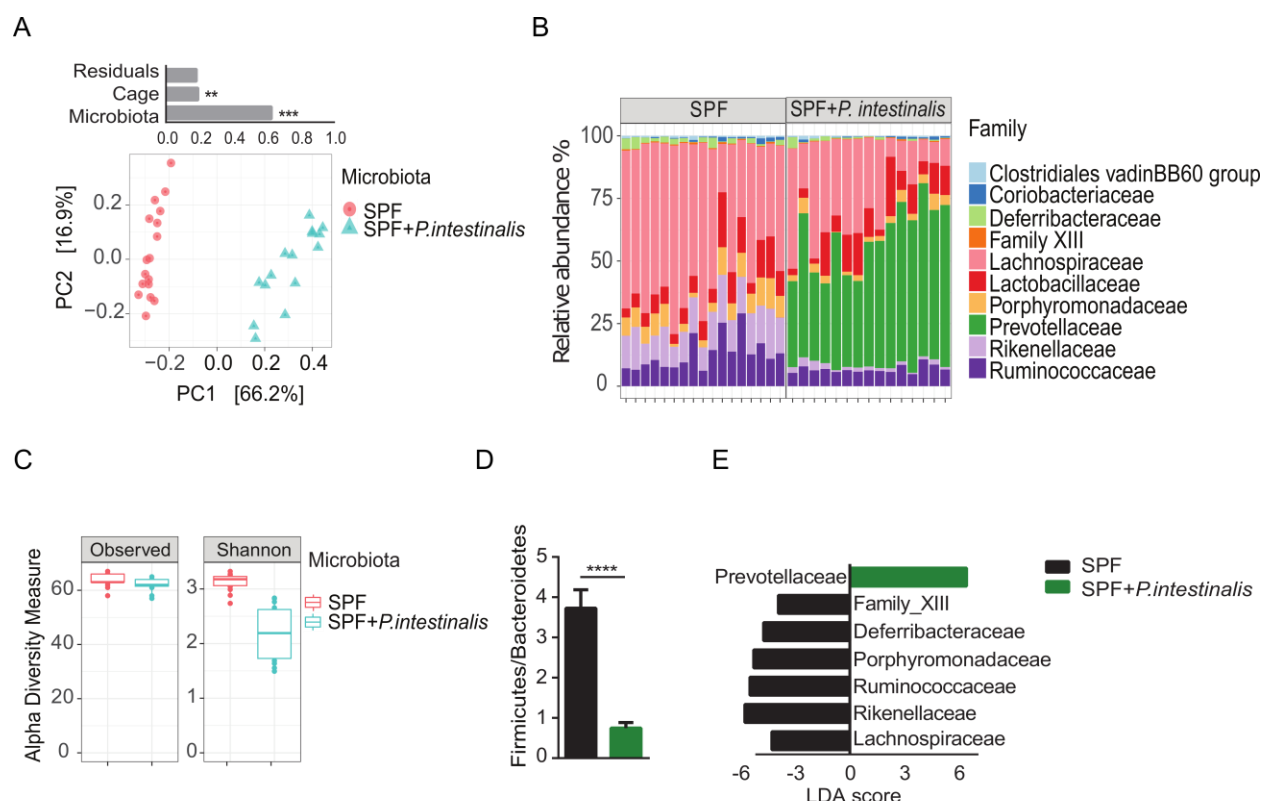 A
Residuals
Cage **
Microbiota ***
0.0 0.2 0.4 0.6 0.8 1.0
PC2 [16.9%]
0.2
0.0
−0.2
−0.2 0.0 0.2 0.4
PC1 [66.2%]
Microbiota
SPF
SPF+P.intestinalis
B
SPF SPF+P. intestinalis
Relative abundance %
100
75
50
25
0
Family
Clostridiales vadinBB60 group
Coriobacteriaceae
Deferribacteraceae
Family XIII
Lachnospiraceae
Lactobacillaceae
Porphyromonadaceae
Prevotellaceae
Rikenellaceae
Ruminococcaceae
C
Alpha Diversity Measure
Observed Shannon
60
40
20
0
3
2
1
0
Microbiota
SPF
SPF+P.intestinalis
D
Firmicutes/Bacteroidetes
5
4
3
2
1
0
****
E
Prevotellaceae
Family_XIII
Deferribacteraceae
Porphyromonadaceae
Ruminococcaceae
Rikenellaceae
Lachnospiraceae
-6 -3 0 3 6
LDA score
SPF
SPF+P.intestinalis